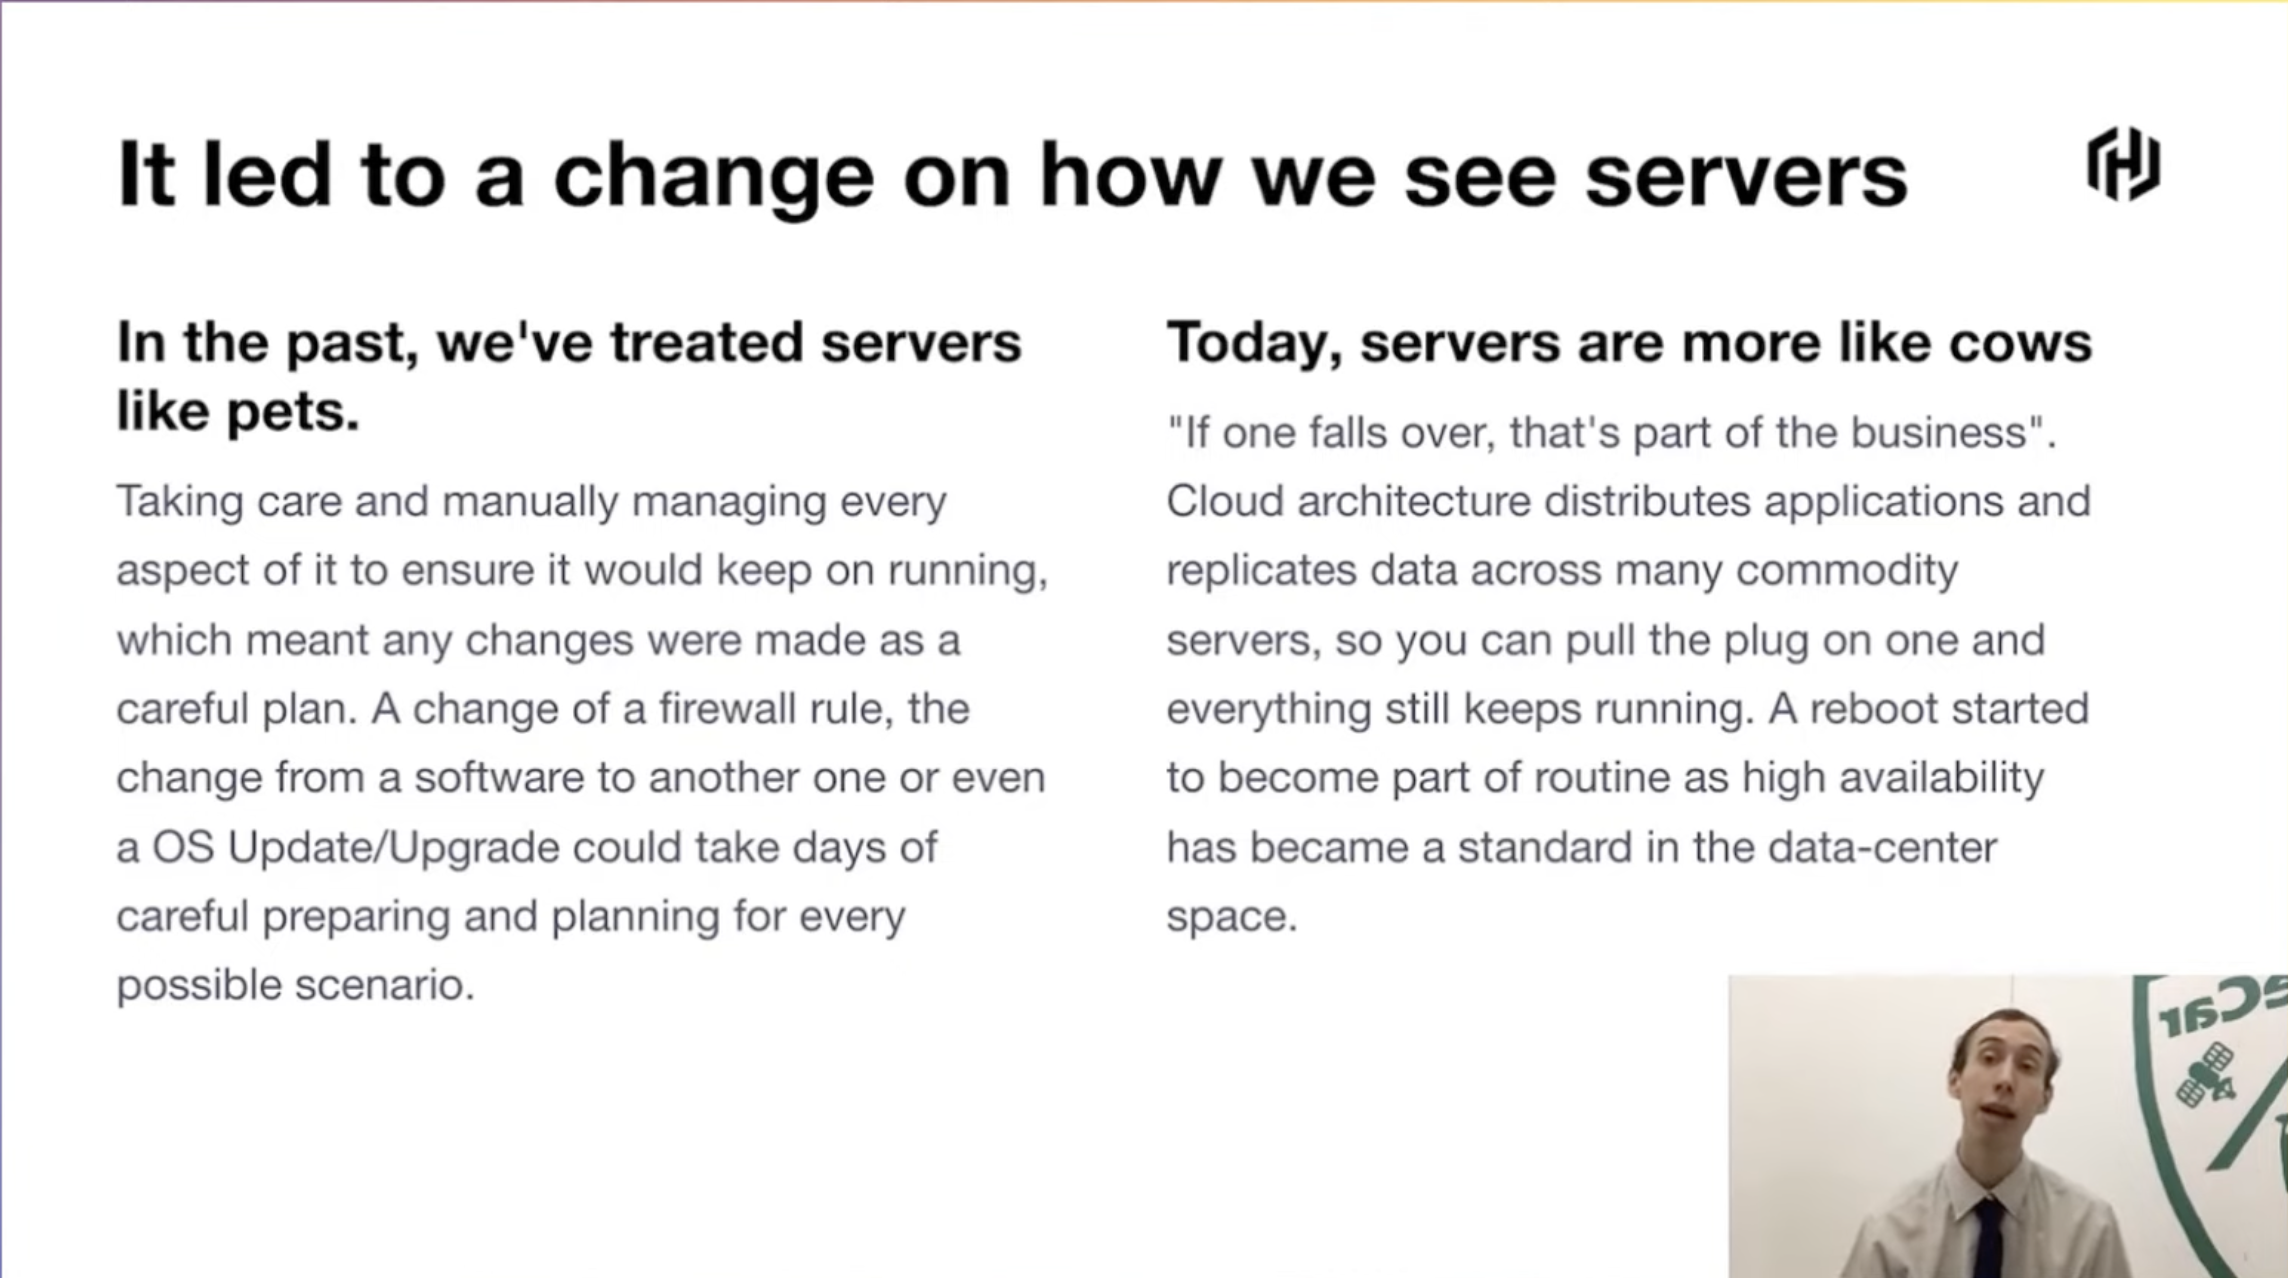 It led to a change on how we see servers
In the past, we've treated servers
like pets.
Taking care and manually managing every
aspect of it to ensure it would keep on running,
which meant any changes were made as a
careful plan. A change of a firewall rule, the
change from a software to another one or even
a OS Update/Upgrade could take days of
careful preparing and planning for every
possible scenario.
Today, servers are more like cows
"If one falls over, that's part of the business".
Cloud architecture distributes applications and
replicates data across many commodity
servers, so you can pull the plug on one and
everything still keeps running. A reboot started
to become part of routine as high availability
has became a standard in the data-center
space.